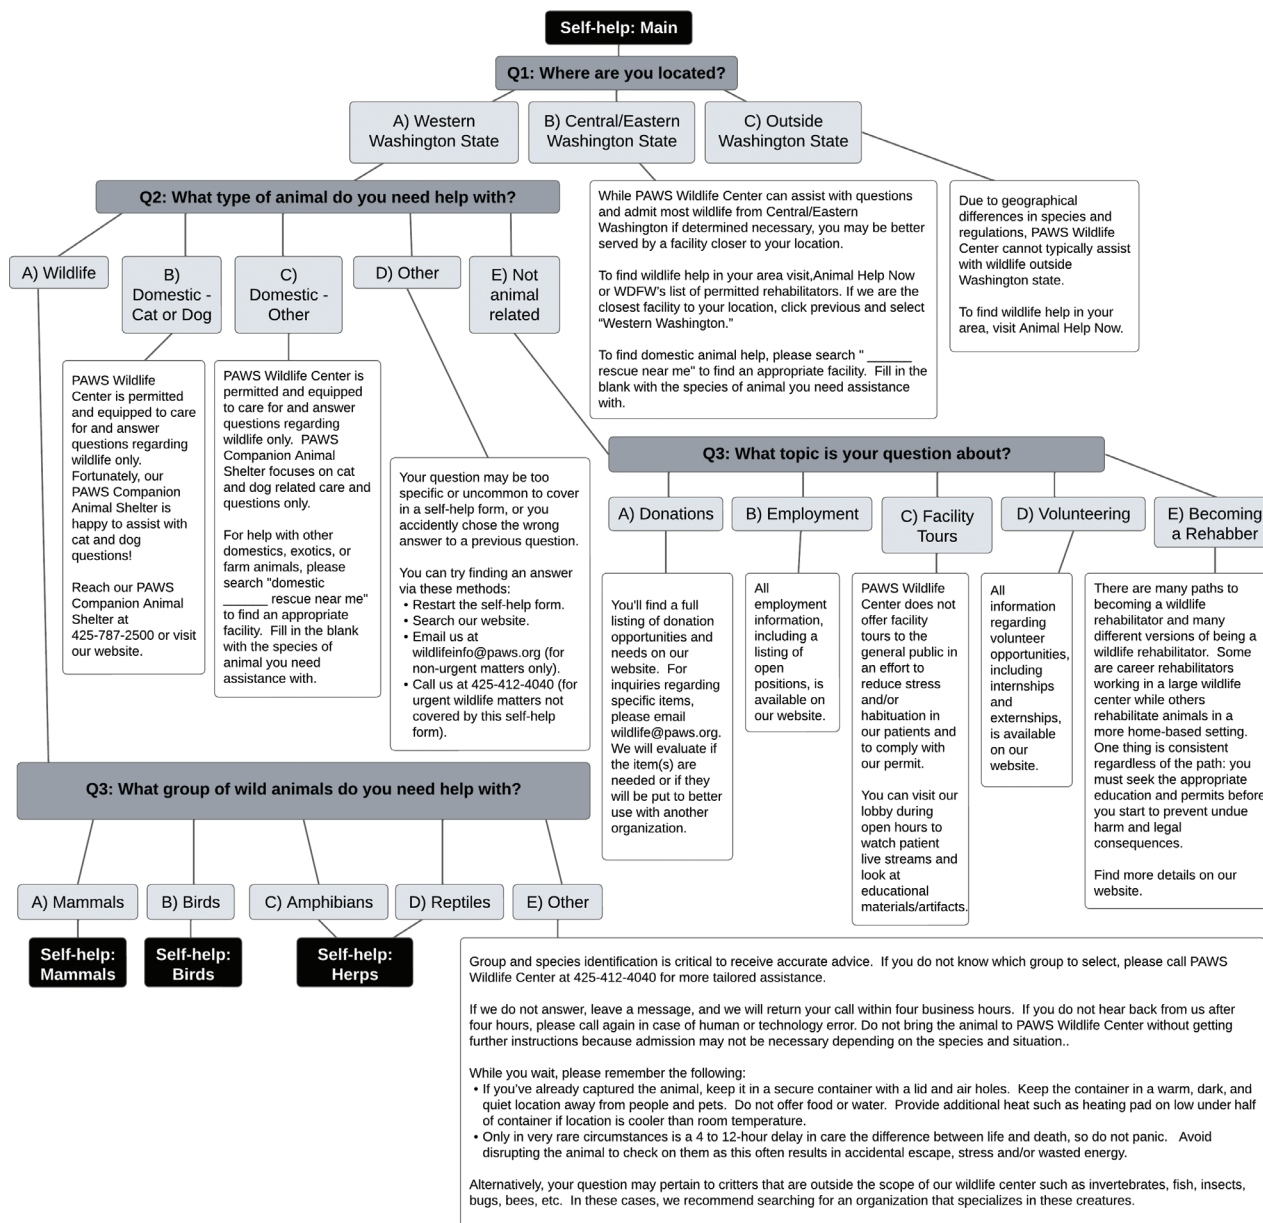 Self-help: Main
Q1: Where are you located?
A) Western
Washington State
B) Central/Eastern
Washington State
C) Outside
Washington State
Q2: What type of animal do you need help with?
While PAWS Wildlife Center can assist with questions
and admit most wildlife from Central/Eastern
Washington if determined necessary, you may be better
served by a facility closer to your location.
To find wildlife help in your area visit,Animal Help Now
or WDFW's list of permitted rehabilitators. If we are the
closest facility to your location, click previous and select
“Western Washington.”
To find domestic animal help, please search " ______
rescue near me" to find an appropriate facility.  Fill in the
blank with the species of animal you need assistance
with.
Due to geographical
differences in species and
regulations, PAWS Wildlife
Center cannot typically assist
with wildlife outside
Washington state.
To find wildlife help in your
area, visit Animal Help Now.
A) Wildlife
B)
Domestic -
Cat or Dog
C)
Domestic -
Other
D) Other
E) Not
animal
related
PAWS Wildlife
Center is permitted
and equipped to care
for and answer
questions regarding
wildlife only.
Fortunately, our
PAWS Companion
Animal Shelter is
happy to assist with
cat and dog
questions!
Reach our PAWS
Companion Animal
Shelter at
425-787-2500 or visit
our website.
PAWS Wildlife Center is
permitted and equipped
to care for and answer
questions regarding
wildlife only.  PAWS
Companion Animal
Shelter focuses on cat
and dog related care and
questions only.
For help with other
domestics, exotics, or
farm animals, please
search "domestic
______ rescue near me"
to find an appropriate
facility.  Fill in the blank
with the species of
animal you need
assistance with.
Your question may be too
specific or uncommon to cover
in a self-help form, or you
accidently chose the wrong
answer to a previous question.
You can try finding an answer
via these methods:
• Restart the self-help form.
• Search our website.
• Email us at
wildlifeinfo@paws.org (for
non-urgent matters only).
• Call us at 425-412-4040 (for
urgent wildlife matters not
covered by this self-help
form).
Q3: What topic is your question about?
A) Donations
B) Employment
C) Facility
Tours
D) Volunteering
E) Becoming
a Rehabber
You'll find a full
listing of donation
opportunities and
needs on our
website.  For
inquiries regarding
specific items,
please email
wildlife@paws.org.
We will evaluate if
the item(s) are
needed or if they
will be put to better
use with another
organization.
All
employment
information,
including a
listing of
open
positions, is
available on
our website.
PAWS Wildlife
Center does not
offer facility
tours to the
general public in
an effort to
reduce stress
and/or
habituation in
our patients and
to comply with
our permit.
You can visit our
lobby during
open hours to
watch patient
live streams and
look at
educational
materials/artifacts.
All
information
regarding
volunteer
opportunities,
including
internships
and
externships,
is available
on our
website.
There are many paths to
becoming a wildlife
rehabilitator and many
different versions of being a
wildlife rehabilitator.  Some
are career rehabilitators
working in a large wildlife
center while others
rehabilitate animals in a
more home-based setting.
One thing is consistent
regardless of the path: you
must seek the appropriate
education and permits before
you start to prevent undue
harm and legal
consequences.
Find more details on our
website.
Q3: What group of wild animals do you need help with?
A) Mammals
B) Birds
C) Amphibians
D) Reptiles
E) Other
Self-help:
Mammals
Self-help:
Birds
Self-help:
Herps
Group and species identification is critical to receive accurate advice.  If you do not know which group to select, please call PAWS
Wildlife Center at 425-412-4040 for more tailored assistance.
If we do not answer, leave a message, and we will return your call within four business hours.  If you do not hear back from us after
four hours, please call again in case of human or technology error. Do not bring the animal to PAWS Wildlife Center without getting
further instructions because admission may not be necessary depending on the species and situation..
While you wait, please remember the following:
• If you've already captured the animal, keep it in a secure container with a lid and air holes.  Keep the container in a warm, dark, and
quiet location away from people and pets.  Do not offer food or water.  Provide additional heat such as heating pad on low under half
of container if location is cooler than room temperature.
• Only in very rare circumstances is a 4 to 12-hour delay in care the difference between life and death, so do not panic.   Avoid
disrupting the animal to check on them as this often results in accidental escape, stress and/or wasted energy.
Alternatively, your question may pertain to critters that are outside the scope of our wildlife center such as invertebrates, fish, insects,
bugs, bees, etc.  In these cases, we recommend searching for an organization that specializes in these creatures.